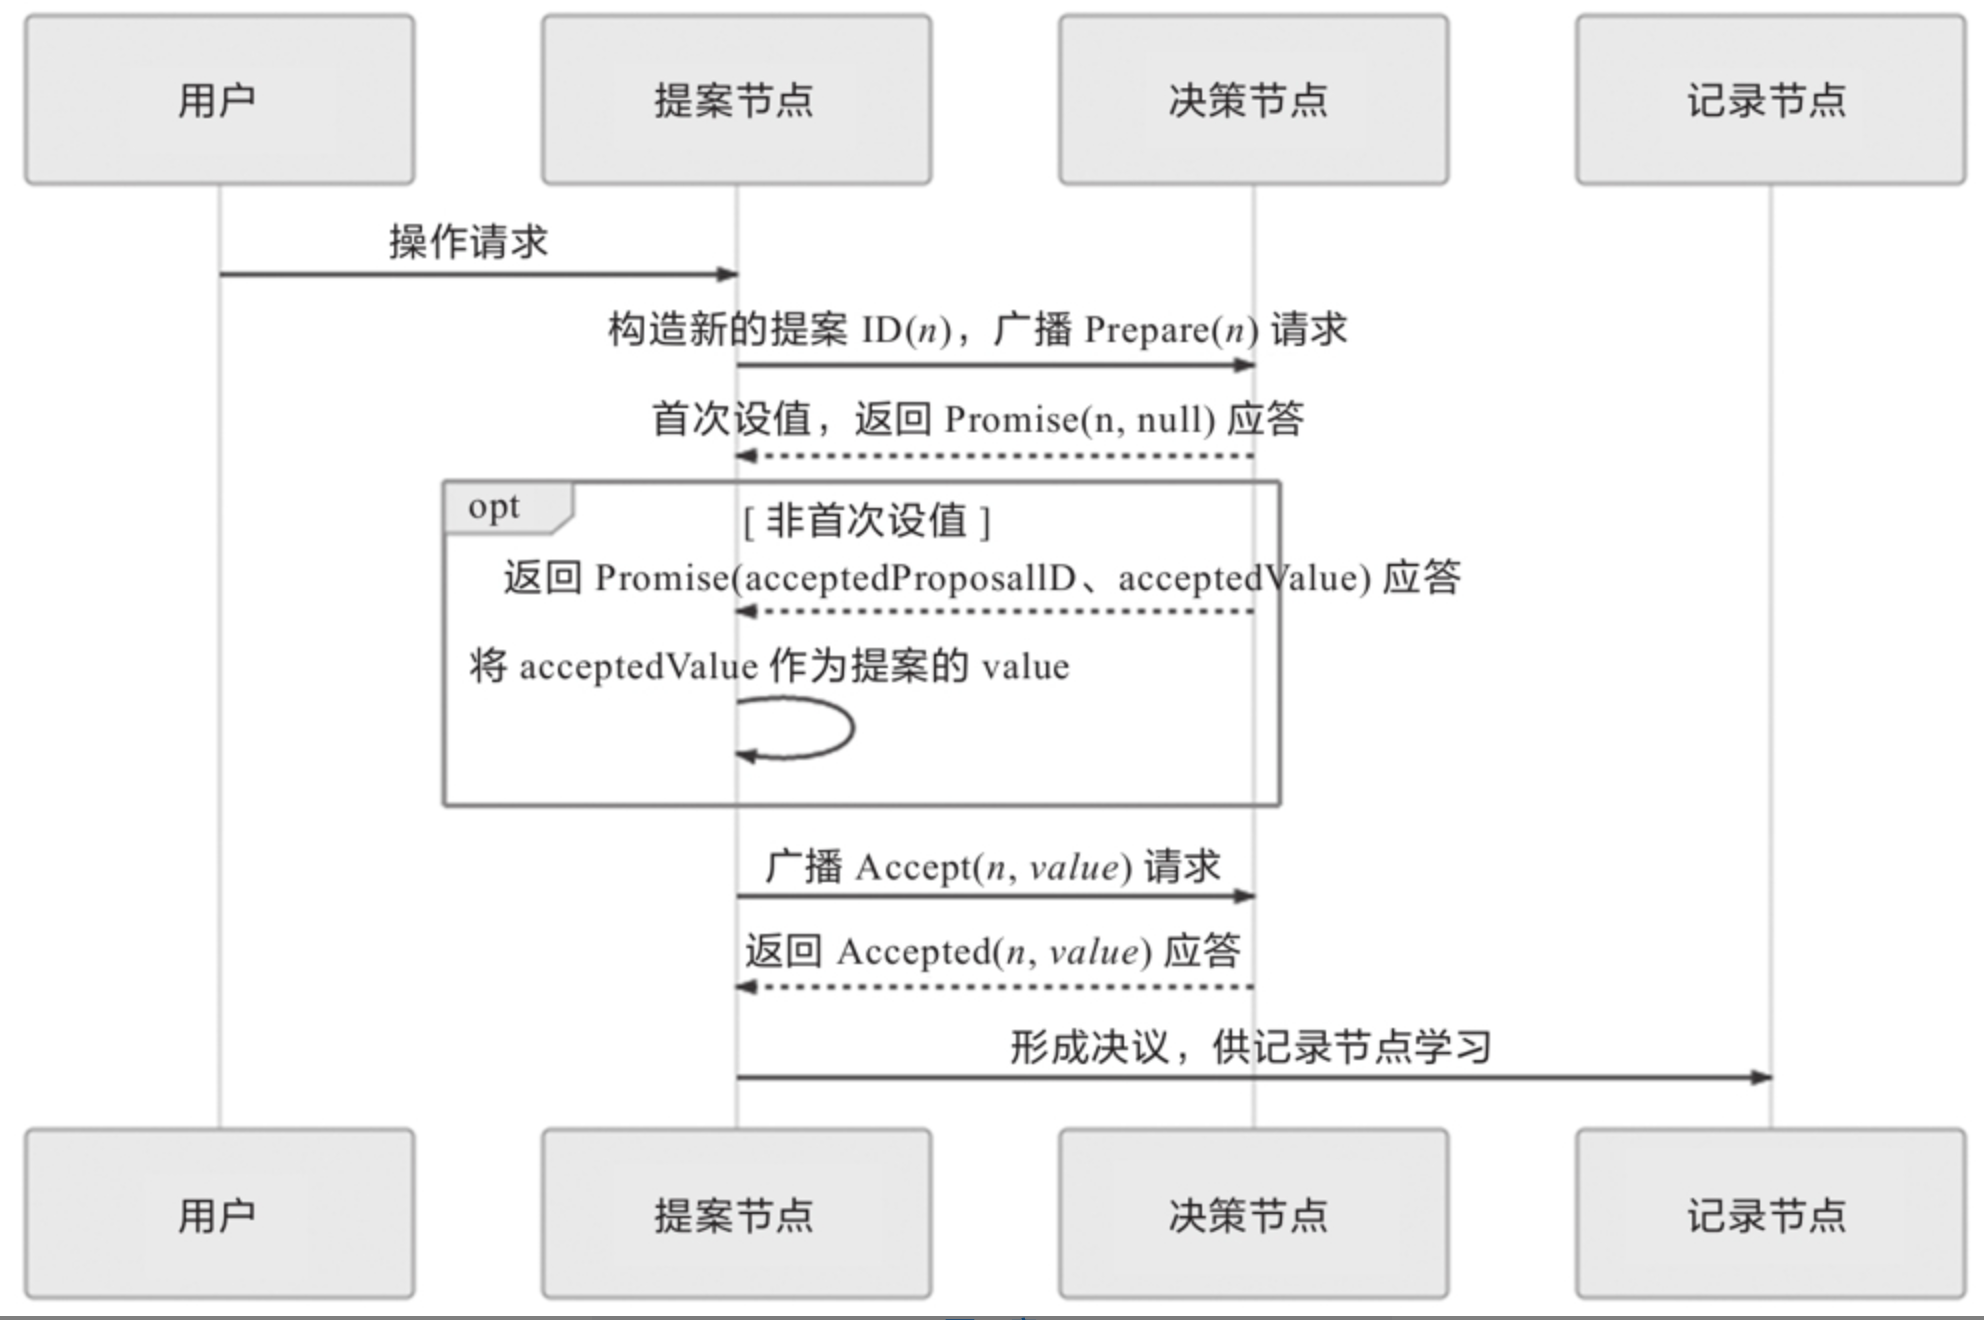 用户
提案节点
决策节点
记录节点
操作请求
构造新的提案 ID(n)，广播 Prepare(n) 请求
首次设值，返回 Promise(n, null) 应答
opt
[ 非首次设值 ]
返回 Promise(acceptedProposallD、acceptedValue) 应答
将 acceptedValue 作为提案的 value
广播 Accept(n, value) 请求
返回 Accepted(n, value) 应答
形成决议，供记录节点学习
用户
提案节点
决策节点
记录节点